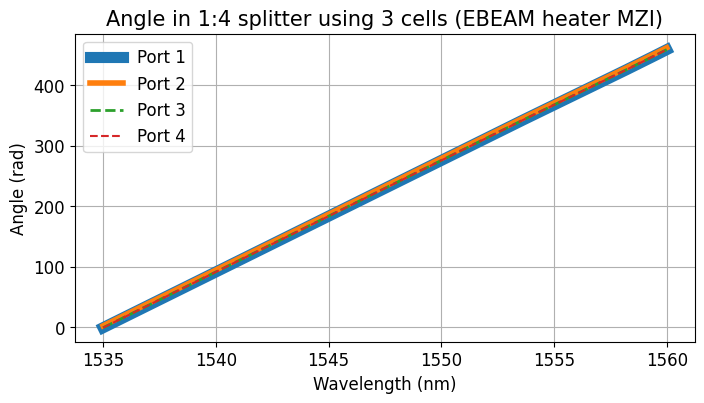 Angle in 1:4 splitter using 3 cells (EBEAM heater MZI)
Port 1
Port 2
Port 3
Port 4
Angle (rad)
400
300
200
100
0
1535
1540
1545
1550
1555
1560
Wavelength (nm)